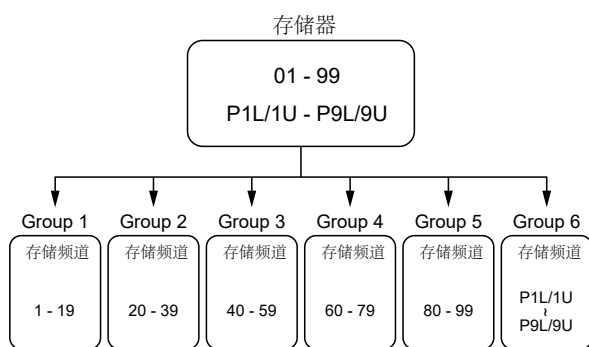 存储器
01 - 99
P1L/1U - P9L/9U
Group 1
存储频道
1 - 19
Group 2
存储频道
20 - 39
Group 3
存储频道
40 - 59
Group 4
存储频道
60 - 79
Group 5
存储频道
80 - 99
Group 6
存储频道
P1L/1U
~
P9L/9U